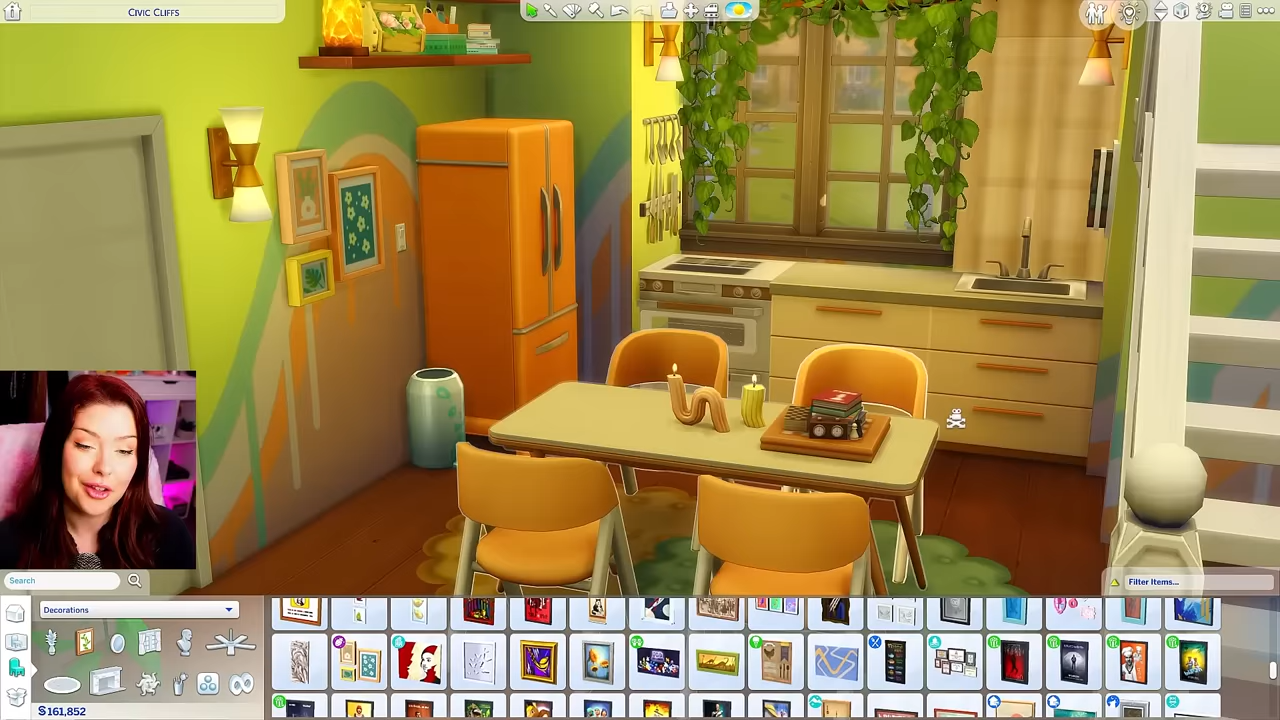 CIVIC CLIFFS
Search
Filter Items...
Decorations
§161,852